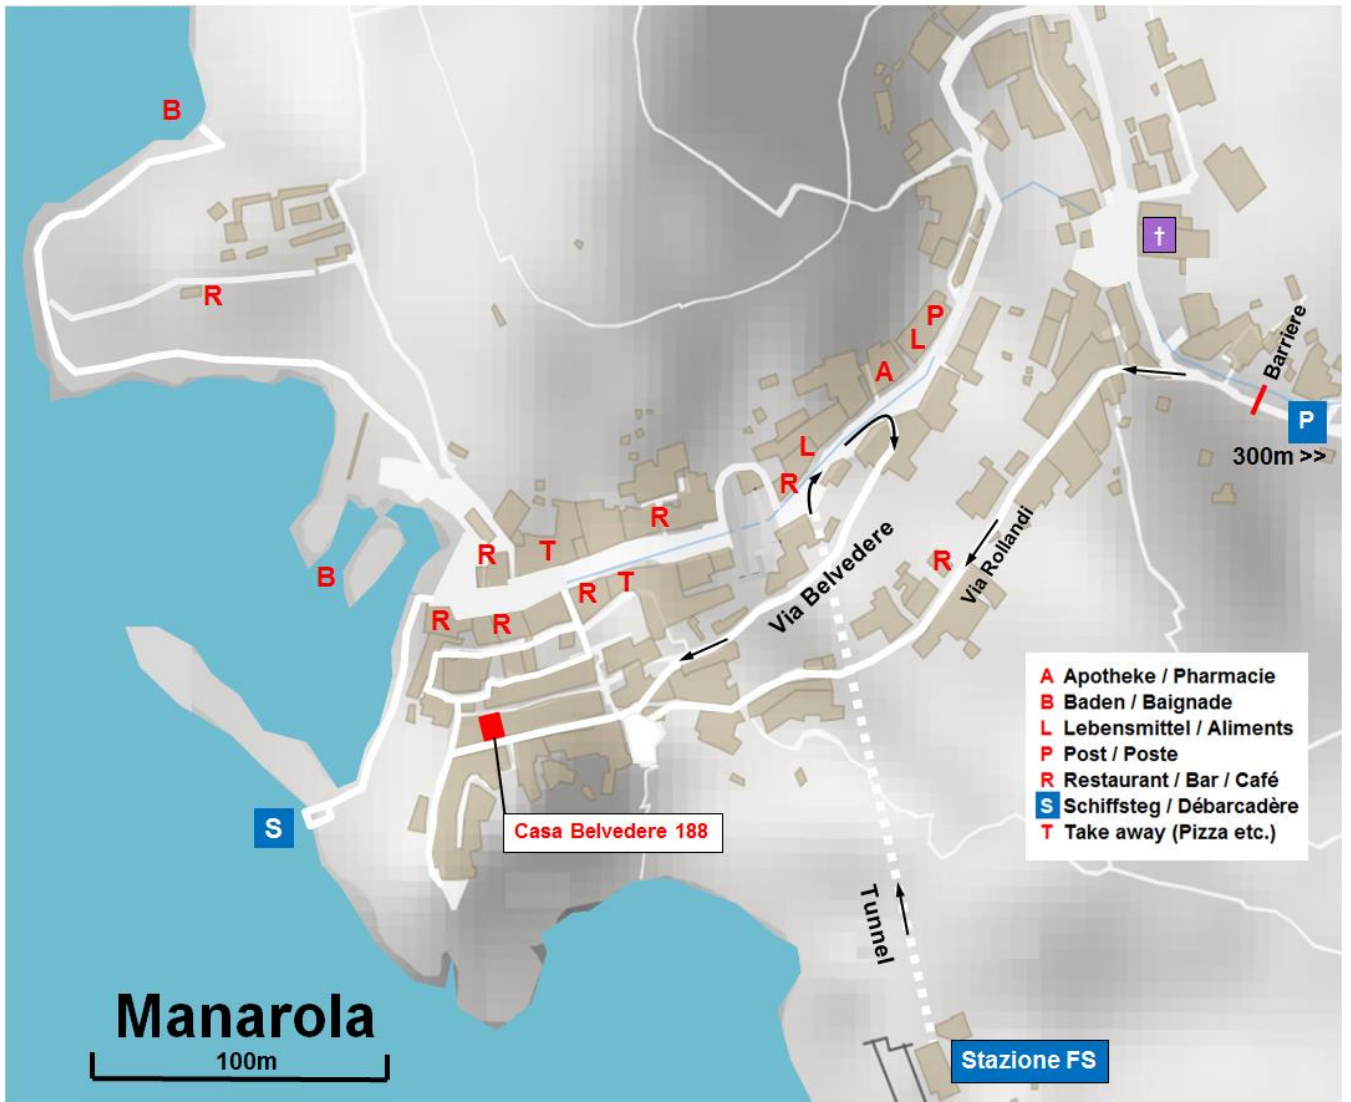 B
R
P
L
A
†
Barriere
P
300m >>
L
R
R
T
R
B
R
T
R
R
R
Via Belvedere
Via Rollandi
A Apotheke / Pharmacie
B Baden / Baignade
L Lebensmittel / Aliments
P Post / Poste
R Restaurant / Bar / Café
S Schiffsteg / Débarcadère
T Take away (Pizza etc.)
S
Casa Belvedere 188
Tunnel
Manarola
100m
Stazione FS